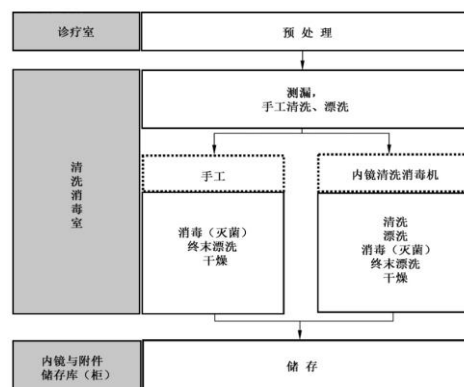 诊疗室
预 处 理
测漏，
手工清洗、漂洗
清
洗
消
毒
室
手工
内镜清洗消毒机
消毒（灭菌）
终末漂洗
干燥
清洗
漂洗
消毒（灭菌）
终末漂洗
干燥
内镜与附件
储存库（柜）
储 存